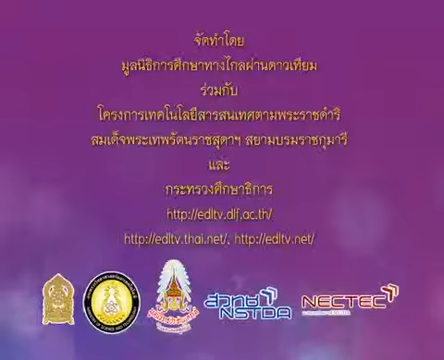 จัดทำโดย
มูลนิธิการศึกษาทางไกลผ่านดาวเทียม
ร่วมกับ
โครงการเทคโนโลยีสารสนเทศตามพระราชดำริ
สมเด็จพระเทพรัตนราชสุดาฯ สยามบรมราชกุมารี
และ
กระทรวงศึกษาธิการ
http://edltv.dlf.ac.th/
http://edltv.thai.net/, http://edltv.net/
สวทช NSTDA
NECTEC